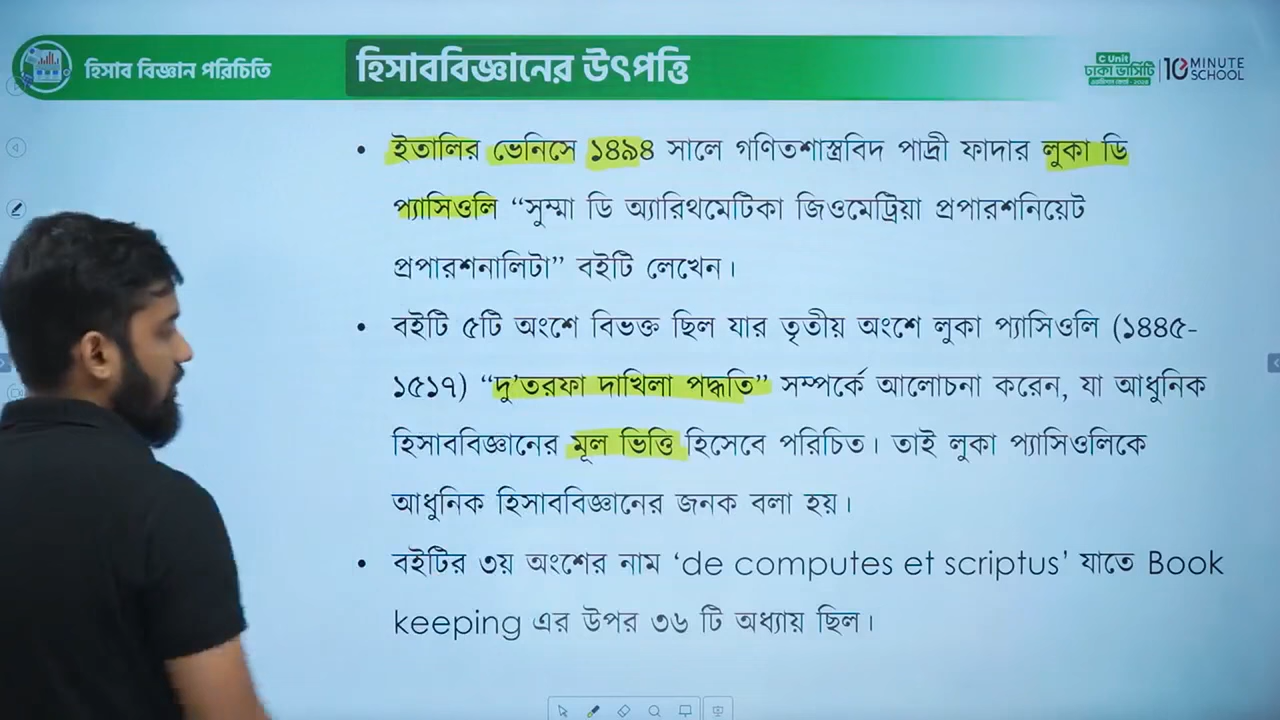 হিসাব বিজ্ঞান পরিচিতি
হিসাববিজ্ঞানের উৎপত্তি
C Unit
ঢাকা ভার্সিটি
10 MINUTE SCHOOL
• ইতালির ভেনিসে ১৪৯৪ সালে গণিতশাস্ত্রবিদ পাদ্রী ফাদার লুকা ডি
প্যাসিওলি “সুম্মা ডি অ্যারিথমেটিকা জিওমেট্রিয়া প্রপারশনিয়েট
প্রপারশনালিটা” বইটি লেখেন।
• বইটি ৫টি অংশে বিভক্ত ছিল যার তৃতীয় অংশে লুকা প্যাসিওলি (১৪৪৫-
১৫১৭) “দু’তরফা দাখিলা পদ্ধতি” সম্পর্কে আলোচনা করেন, যা আধুনিক
হিসাববিজ্ঞানের মূল ভিত্তি হিসেবে পরিচিত। তাই লুকা প্যাসিওলিকে
আধুনিক হিসাববিজ্ঞানের জনক বলা হয়।
• বইটির ৩য় অংশের নাম ‘de computes et scriptus’ যাতে Book
keeping এর উপর ৩৬ টি অধ্যায় ছিল।